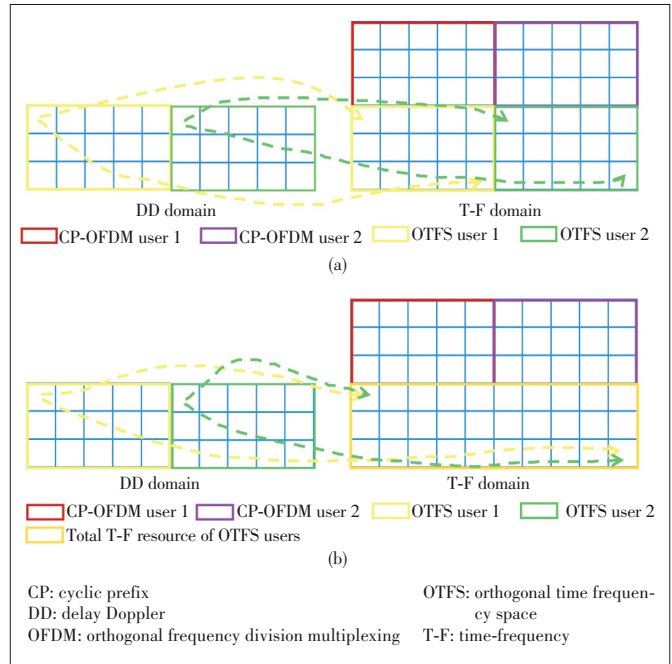 DD domain T-F domain
CP-OFDM user 1 CP-OFDM user 2 OTFS user 1 OTFS user 2
(a)
DD domain T-F domain
CP-OFDM user 1 CP-OFDM user 2 OTFS user 1 OTFS user 2
Total T-F resource of OTFS users
(b)
CP: cyclic prefix
DD: delay Doppler
OFDM: orthogonal frequency division multiplexing
OTFS: orthogonal time frequen-
cy space
T-F: time-frequency